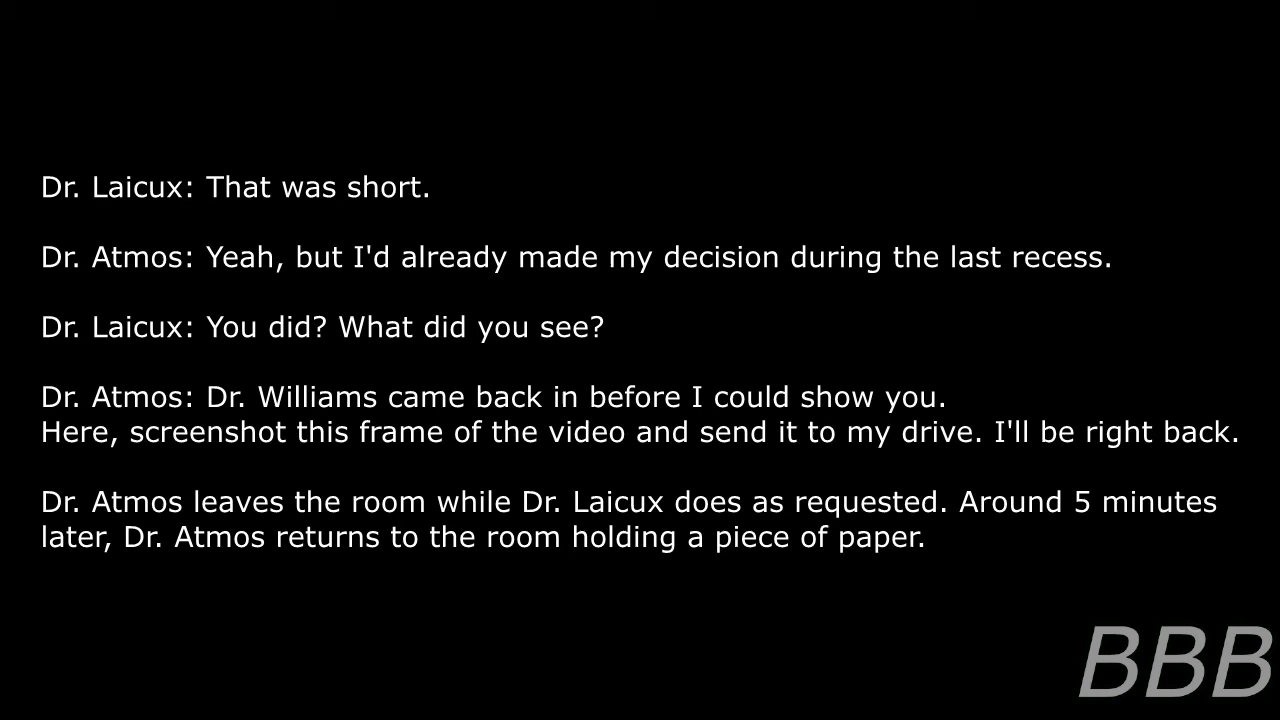 Dr. Laicux: That was short.
Dr. Atmos: Yeah, but I'd already made my decision during the last recess.
Dr. Laicux: You did? What did you see?
Dr. Atmos: Dr. Williams came back in before I could show you.
Here, screenshot this frame of the video and send it to my drive. I'll be right back.
Dr. Atmos leaves the room while Dr. Laicux does as requested. Around 5 minutes
later, Dr. Atmos returns to the room holding a piece of paper.
BBB